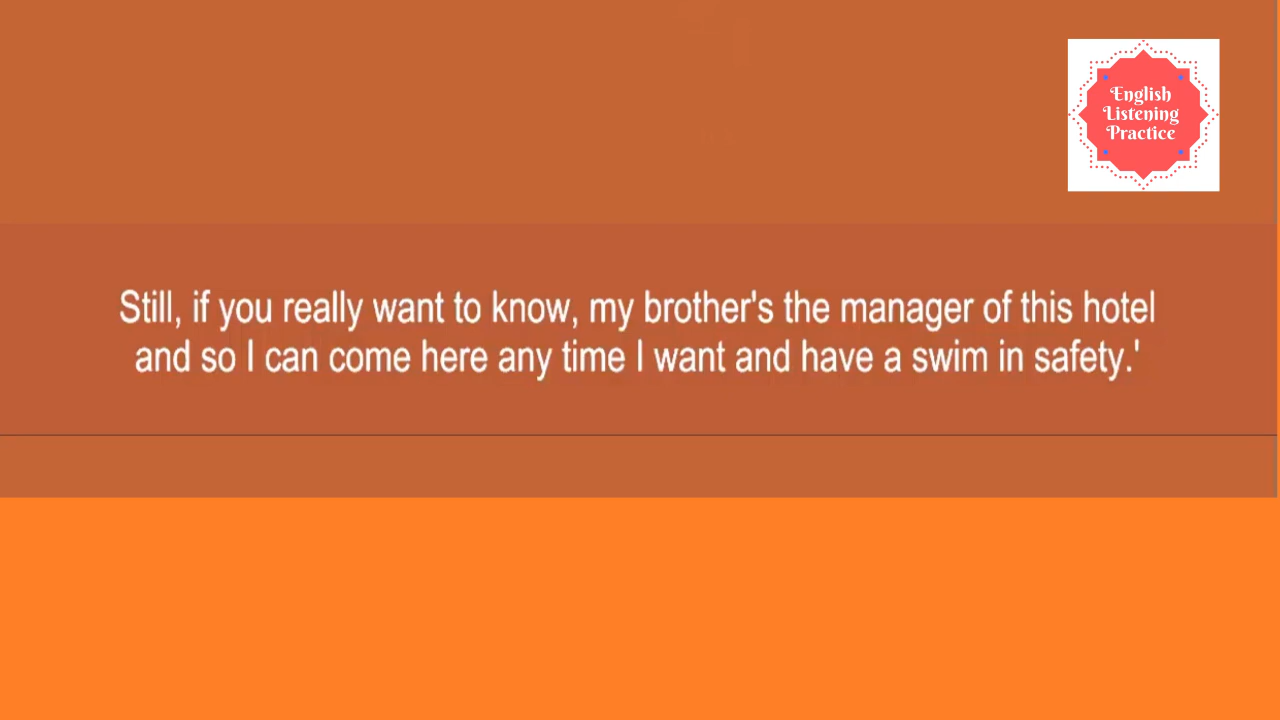 English
Listening
Practice
Still, if you really want to know, my brother's the manager of this hotel
and so I can come here any time I want and have a swim in safety.'